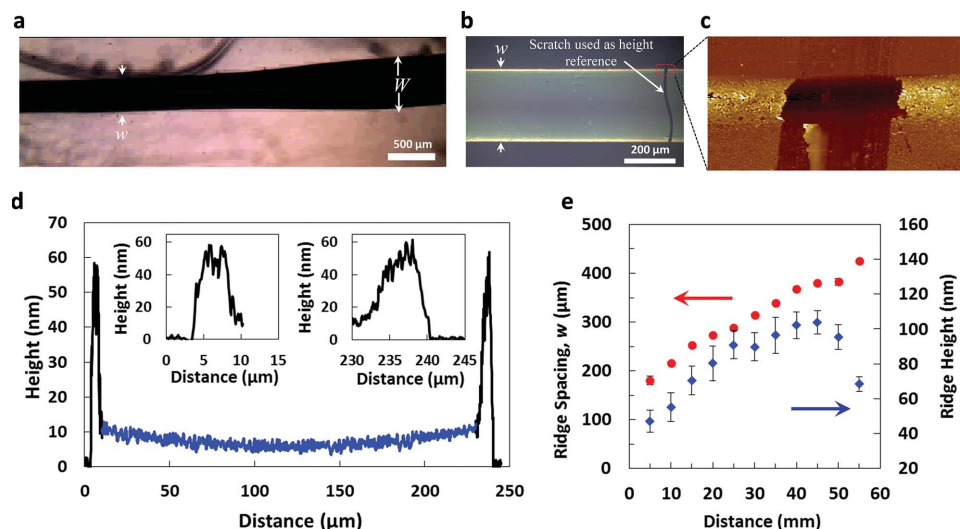 a
w
W
w
500 µm
b
w
Scratch used as height
reference
200 µm
c
d
Height (nm)
70
60
50
40
30
20
10
0
0
50
100
150
200
250
Distance (µm)
Height (nm)
60
40
20
0
0
5
10
15
Distance (µm)
Height (nm)
60
40
20
0
230
235
240
245
Distance (µm)
e
Ridge Spacing, w (µm)
500
400
300
200
100
0
0
10
20
30
40
50
60
Distance (mm)
160
140
120
100
80
60
40
20
Ridge Height (nm)